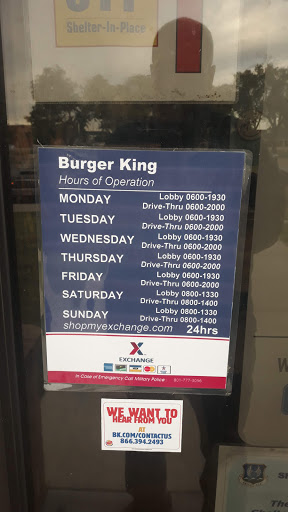 Shelter-In-Place
Burger King
Hours of Operation
MONDAY Lobby 0600-1930
Drive-Thru 0600-2000
TUESDAY Lobby 0600-1930
Drive-Thru 0600-2000
WEDNESDAY Lobby 0600-1930
Drive-Thru 0600-2000
THURSDAY Lobby 0600-1930
Drive-Thru 0600-2000
FRIDAY Lobby 0600-1930
Drive-Thru 0600-2000
SATURDAY Lobby 0800-1330
Drive-Thru 0800-1400
SUNDAY Lobby 0800-1330
Drive-Thru 0800-1400
shopmyexchange.com 24hrs
X
EXCHANGE
In Case of Emergency Call Military Police
WE WANT TO
HEAR FROM YOU
AT
BK.COM/CONTACTUS
866.394.2493